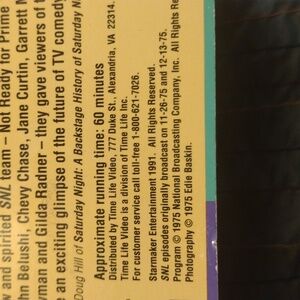 w and spirited SNL team – Not Ready for Prime
hn Belushi, Chevy Chase, Jane Curtin, Garrett M
wman and Gilda Radner – they gave viewers of t
e an exciting glimpse of the future of TV comedy
Doug Hill of Saturday Night: A Backstage History of Saturday N
Approximate running time: 60 minutes
Distributed by Time Life Video, 777 Duke St., Alexandria, VA 22314.
Time Life Video is a division of Time Life Inc.
For customer service call toll-free 1-800-621-7026.
Starmaker Entertainment 1991. All Rights Reserved.
SNL episodes originally broadcast on 11-26-75 and 12-13-75.
Program © 1975 National Broadcasting Company, Inc. All Rights
Photography © 1975 Edie Baskin.